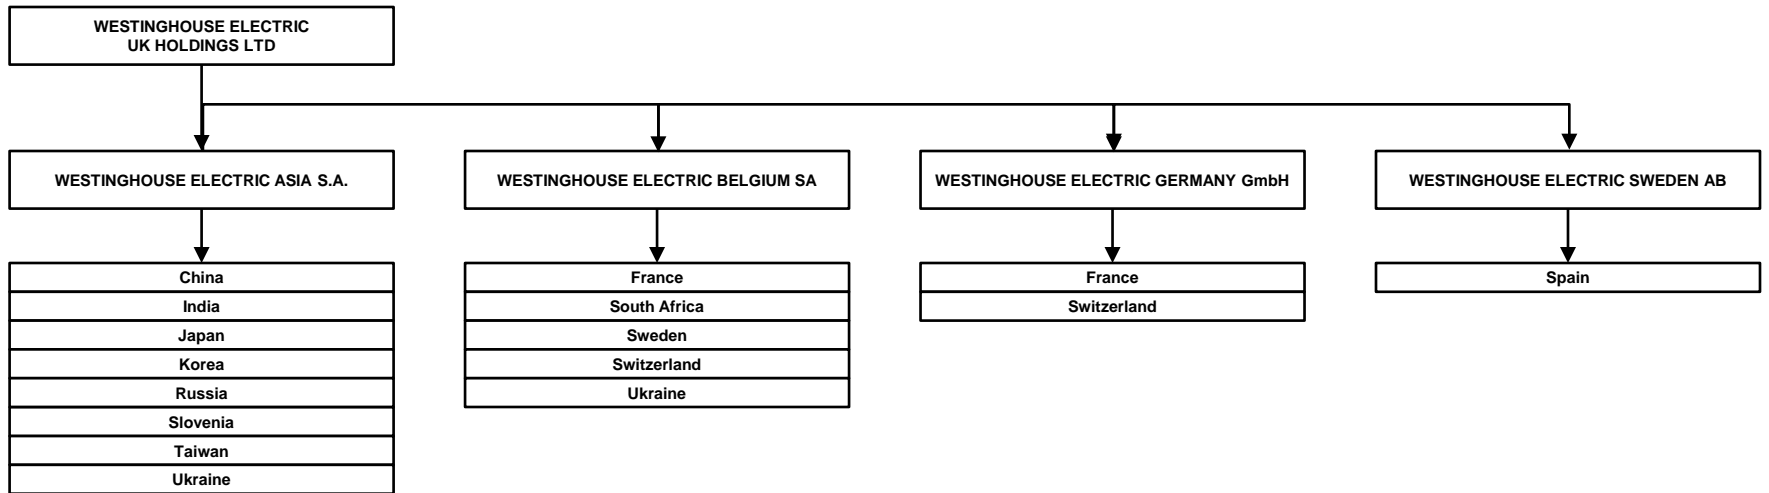 WESTINGHOUSE ELECTRIC
UK HOLDINGS LTD
WESTINGHOUSE ELECTRIC ASIA S.A.
WESTINGHOUSE ELECTRIC BELGIUM SA
WESTINGHOUSE ELECTRIC GERMANY GmbH
WESTINGHOUSE ELECTRIC SWEDEN AB
China
India
Japan
Korea
Russia
Slovenia
Taiwan
Ukraine
France
South Africa
Sweden
Switzerland
Ukraine
France
Switzerland
Spain